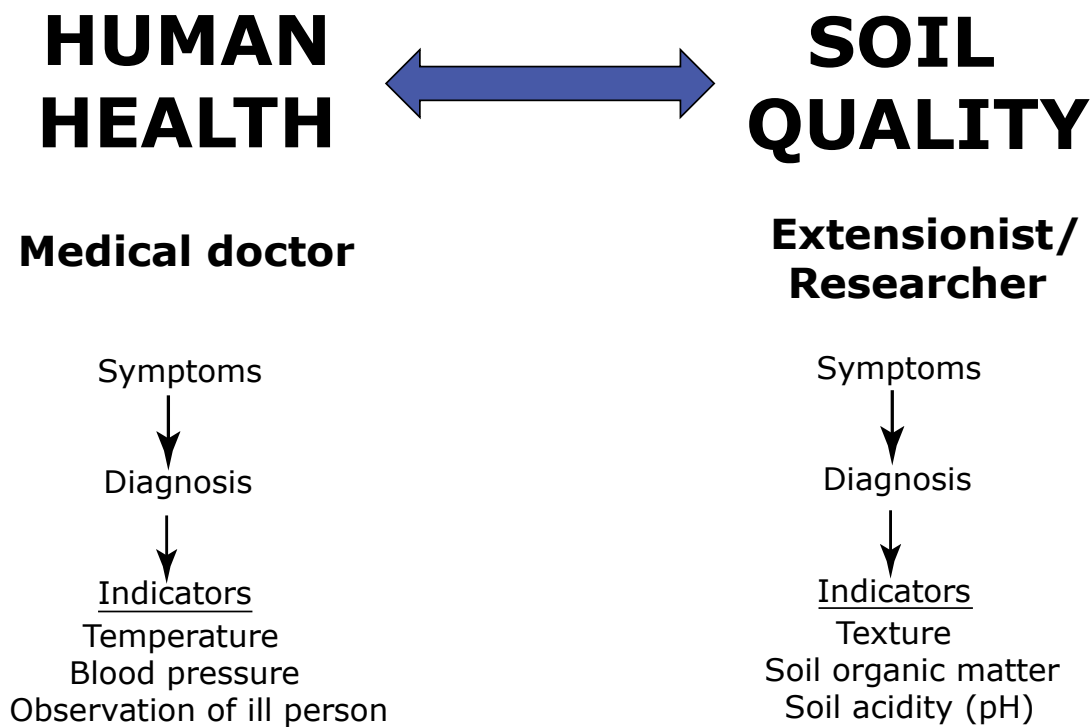 HUMAN
HEALTH
Medical doctor
Symptoms
Diagnosis
Indicators
Temperature
Blood pressure
Observation of ill person
SOIL
QUALITY
Extensionist/
Researcher
Symptoms
Diagnosis
Indicators
Texture
Soil organic matter
Soil acidity (pH)